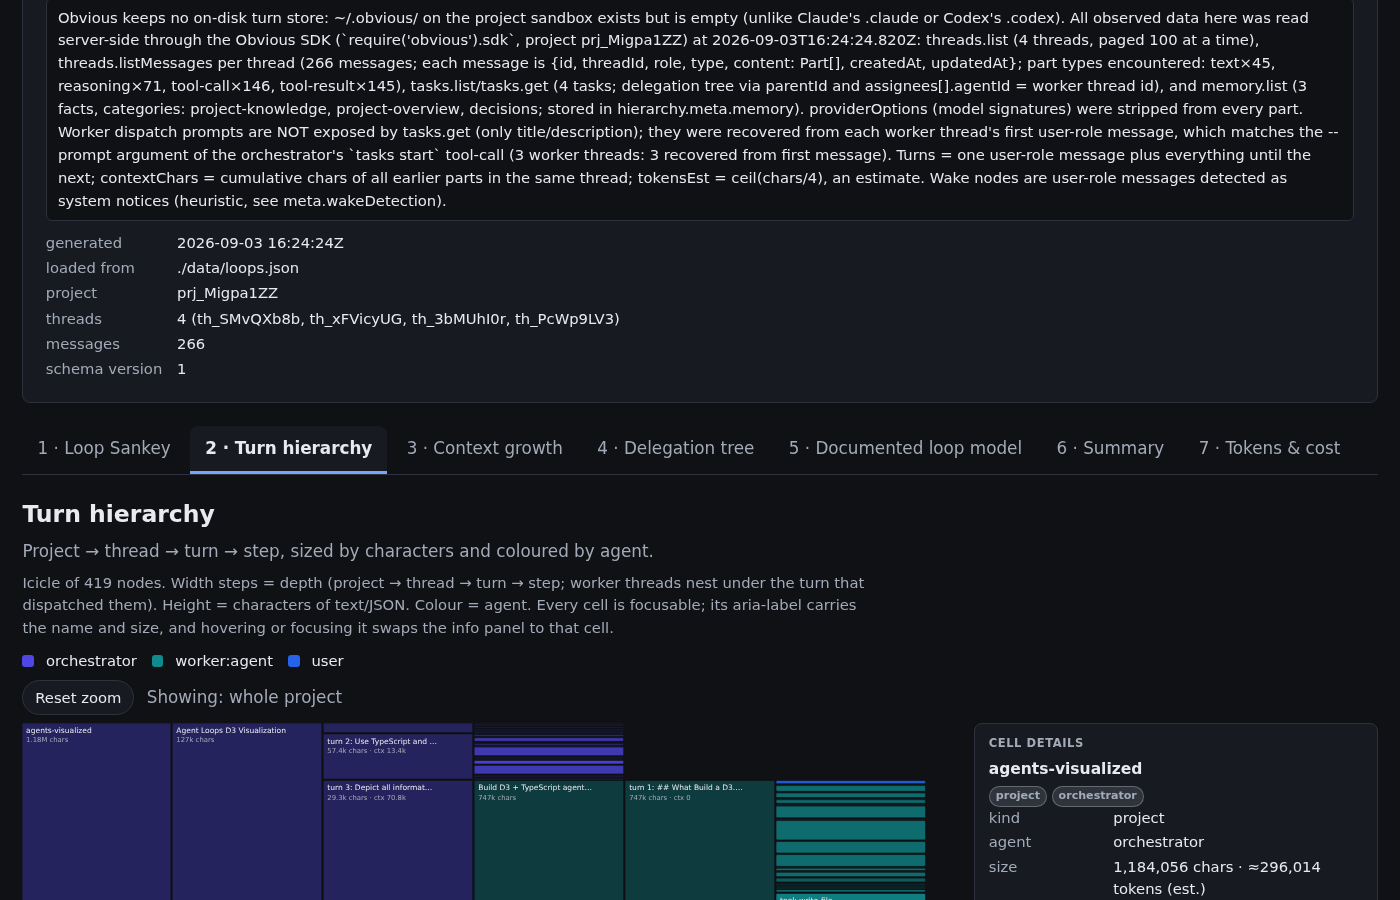 Obvious keeps no on-disk turn store: ~/.obvious/ on the project sandbox exists but is empty (unlike Claude's .claude or Codex's .codex). All observed data here was read
server-side through the Obvious SDK (`require('obvious').sdk`, project prj_Migpa1ZZ) at 2026-09-03T16:24:24.820Z: threads.list (4 threads, paged 100 at a time),
threads.listMessages per thread (266 messages; each message is {id, threadId, role, type, content: Part[], createdAt, updatedAt}; part types encountered: text×45,
reasoning×71, tool-call×146, tool-result×145), tasks.list/tasks.get (4 tasks; delegation tree via parentId and assignees[].agentId = worker thread id), and memory.list (3
facts, categories: project-knowledge, project-overview, decisions; stored in hierarchy.meta.memory). providerOptions (model signatures) were stripped from every part.
Worker dispatch prompts are NOT exposed by tasks.get (only title/description); they were recovered from each worker thread's first user-role message, which matches the --
prompt argument of the orchestrator's `tasks start` tool-call (3 worker threads: 3 recovered from first message). Turns = one user-role message plus everything until the
next; contextChars = cumulative chars of all earlier parts in the same thread; tokensEst = ceil(chars/4), an estimate. Wake nodes are user-role messages detected as
system notices (heuristic, see meta.wakeDetection).
generated 2026-09-03 16:24:24Z
loaded from ./data/loops.json
project prj_Migpa1ZZ
threads 4 (th_SMvQXb8b, th_xFVicyUG, th_3bMUhI0r, th_PcWp9LV3)
messages 266
schema version 1
1 · Loop Sankey 2 · Turn hierarchy 3 · Context growth 4 · Delegation tree 5 · Documented loop model 6 · Summary 7 · Tokens & cost
Turn hierarchy
Project → thread → turn → step, sized by characters and coloured by agent.
Icicle of 419 nodes. Width steps = depth (project → thread → turn → step; worker threads nest under the turn that
dispatched them). Height = characters of text/JSON. Colour = agent. Every cell is focusable; its aria-label carries
the name and size, and hovering or focusing it swaps the info panel to that cell.
orchestrator worker:agent user
Reset zoom Showing: whole project
agents-visualized
1.18M chars
Agent Loops D3 Visualization
127k chars
turn 2: Use TypeScript and ...
57.4k chars · ctx 13.4k
turn 3: Depict all informat...
29.3k chars · ctx 70.8k
Build D3 + TypeScript agent...
747k chars
turn 1: ## What Build a D3....
747k chars · ctx 0
CELL DETAILS
agents-visualized
project orchestrator
kind project
agent orchestrator
size 1,184,056 chars · ≈296,014
tokens (est.)